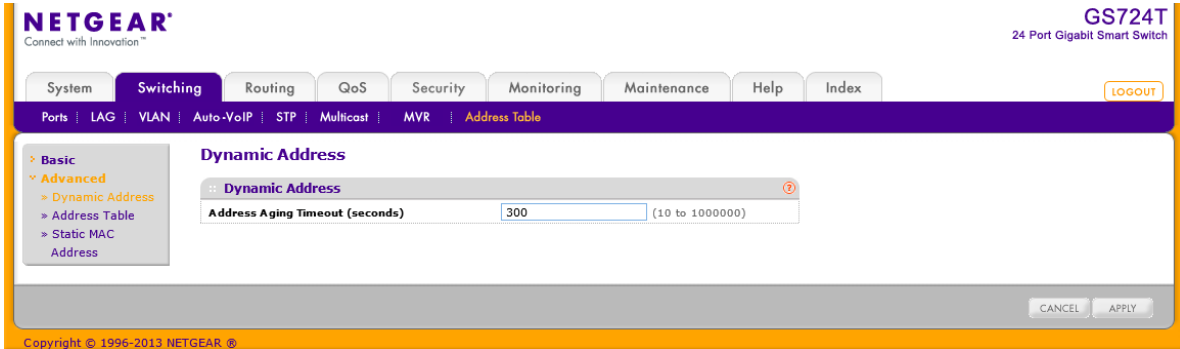 NETGEAR®
Connect with Innovation™
GS724T
24 Port Gigabit Smart Switch
System Switching Routing QoS Security Monitoring Maintenance Help Index LOGOUT
Ports LAG VLAN Auto-VoIP STP Multicast MVR Address Table
Basic
Advanced
» Dynamic Address
» Address Table
» Static MAC
Address
Dynamic Address
Dynamic Address ?
Address Aging Timeout (seconds) 300 (10 to 1000000)
CANCEL APPLY
Copyright © 1996-2013 NETGEAR ®